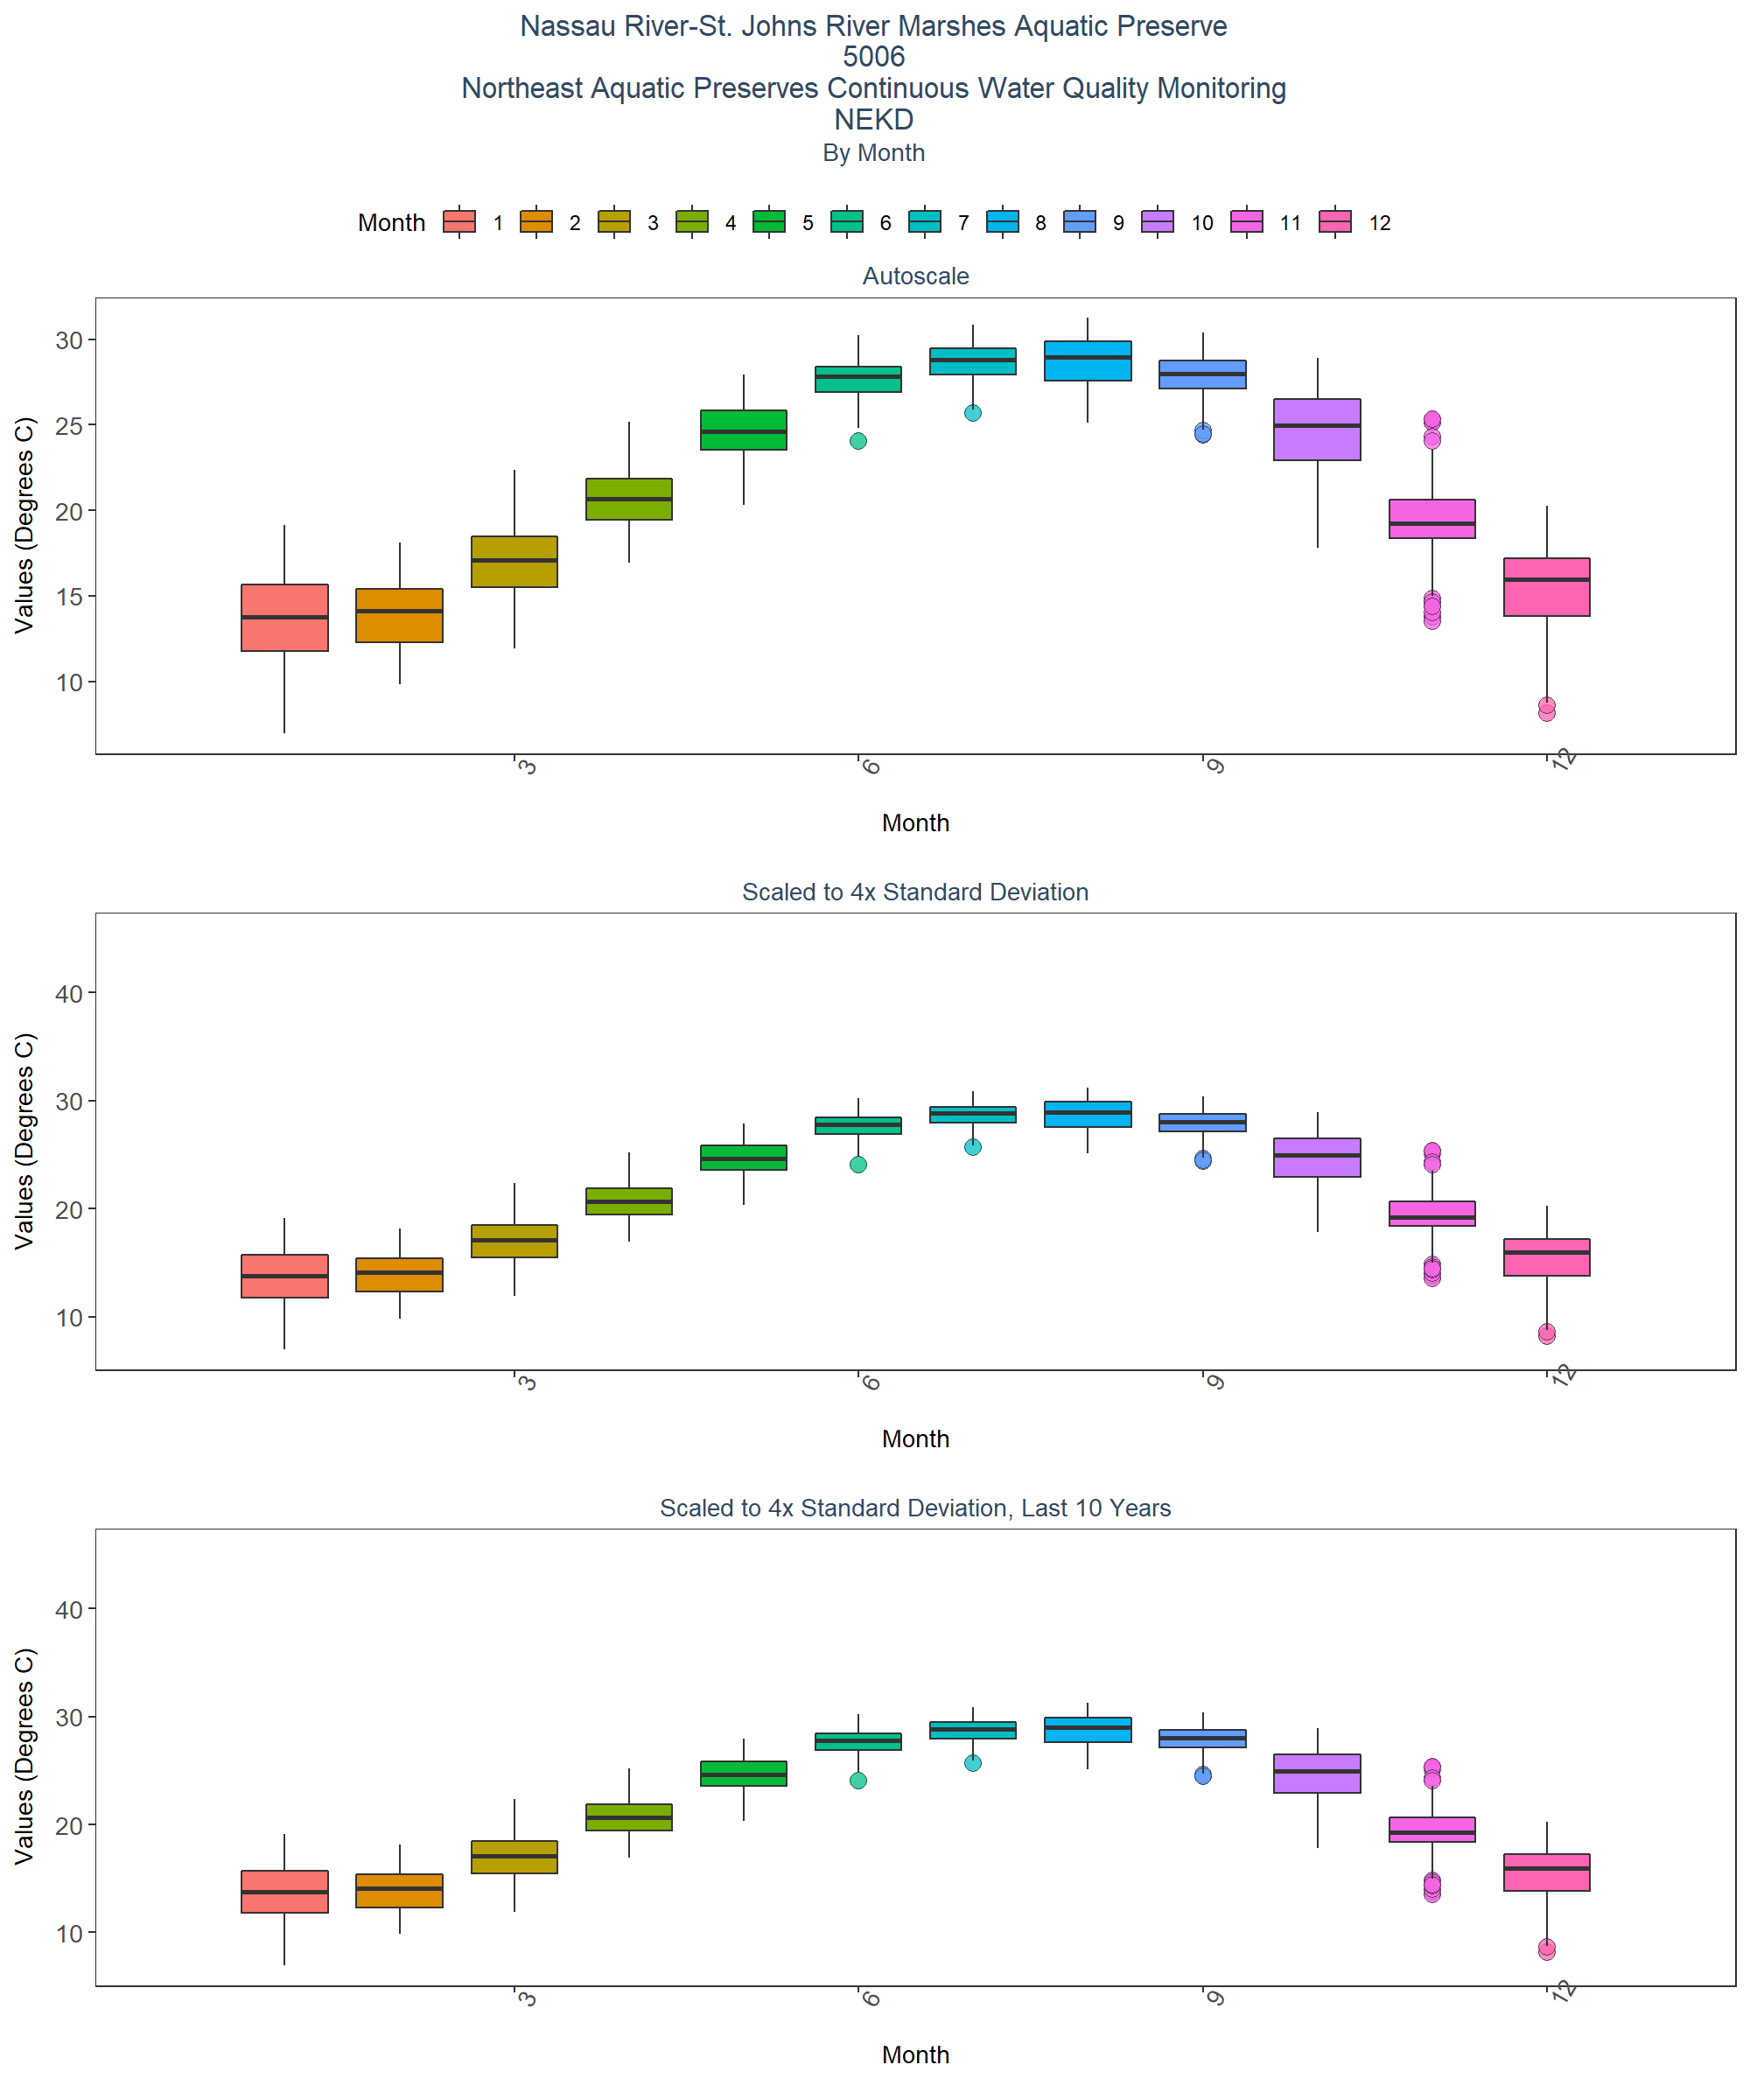 Nassau River-St. Johns River Marshes Aquatic Preserve
5006
Northeast Aquatic Preserves Continuous Water Quality Monitoring
NEKD
By Month
Month 1 2 3 4 5 6 7 8 9 10 11 12
Autoscale
Values (Degrees C)
30
25
20
15
10
3 6 9 12
Month
Scaled to 4x Standard Deviation
Values (Degrees C)
40
30
20
10
3 6 9 12
Month
Scaled to 4x Standard Deviation, Last 10 Years
Values (Degrees C)
40
30
20
10
3 6 9 12
Month